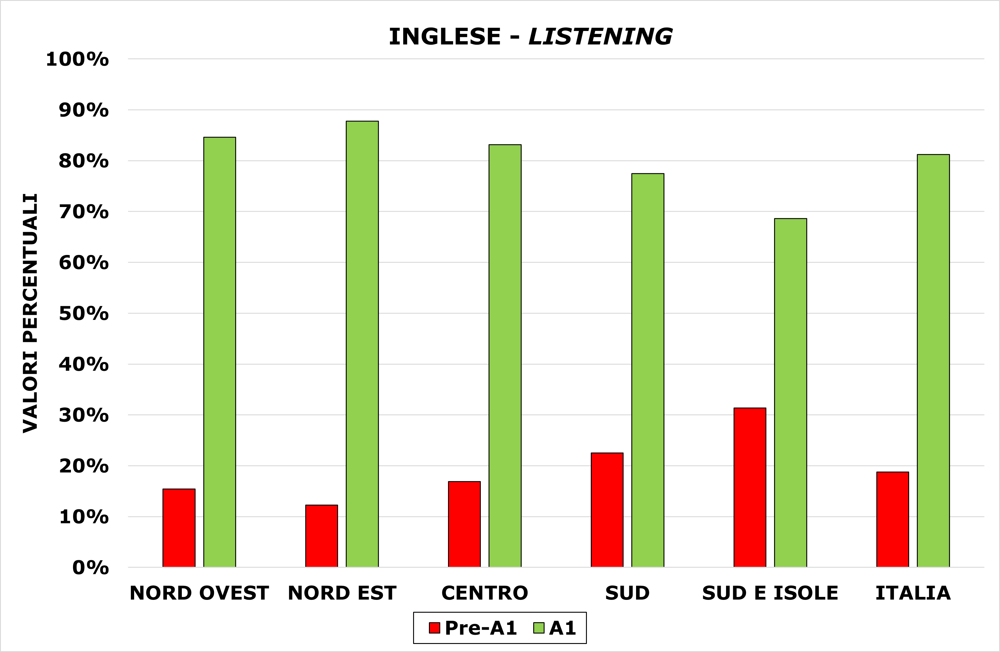 INGLESE - LISTENING
100%
90%
80%
70%
60%
50%
40%
30%
20%
10%
0%
VALORI PERCENTUALI
NORD OVEST
NORD EST
CENTRO
SUD
SUD E ISOLE
ITALIA
Pre-A1
A1